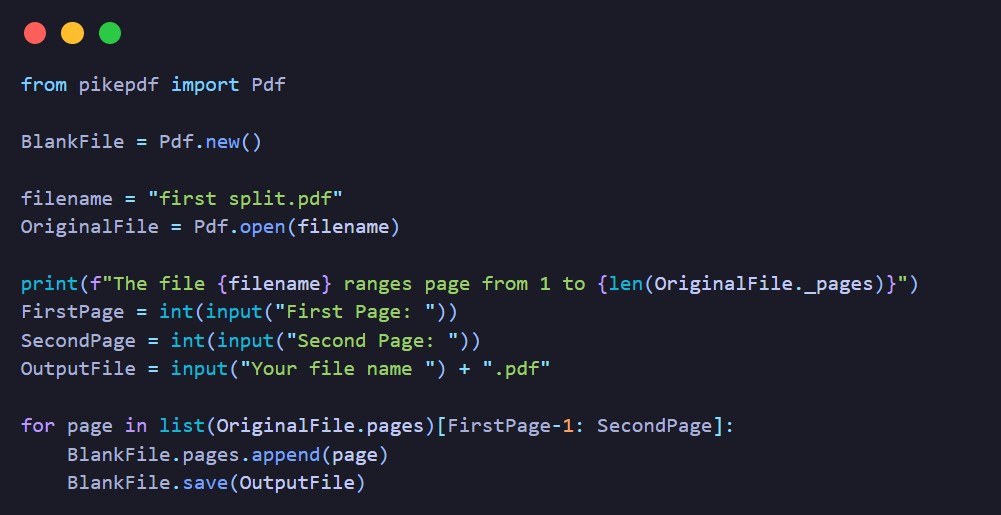 from pikepdf import Pdf
BlankFile = Pdf.new()
filename = "first split.pdf"
OriginalFile = Pdf.open(filename)
print(f"The file {filename} ranges page from 1 to {len(OriginalFile._pages)}")
FirstPage = int(input("First Page: "))
SecondPage = int(input("Second Page: "))
OutputFile = input("Your file name ") + ".pdf"
for page in list(OriginalFile.pages)[FirstPage-1: SecondPage]:
    BlankFile.pages.append(page)
    BlankFile.save(OutputFile)